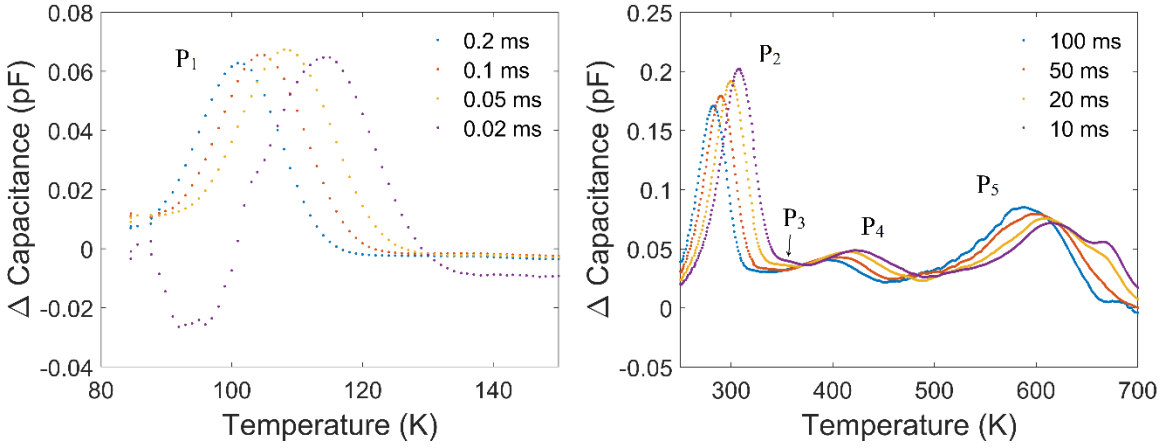 0.08
0.06
0.04
0.02
0
-0.02
-0.04
80
100
120
140
Temperature (K)
Δ Capacitance (pF)
P1
0.2 ms
0.1 ms
0.05 ms
0.02 ms
0.25
0.2
0.15
0.1
0.05
0
-0.05
300
400
500
600
700
Temperature (K)
Δ Capacitance (pF)
P2
P3
P4
P5
100 ms
50 ms
20 ms
10 ms